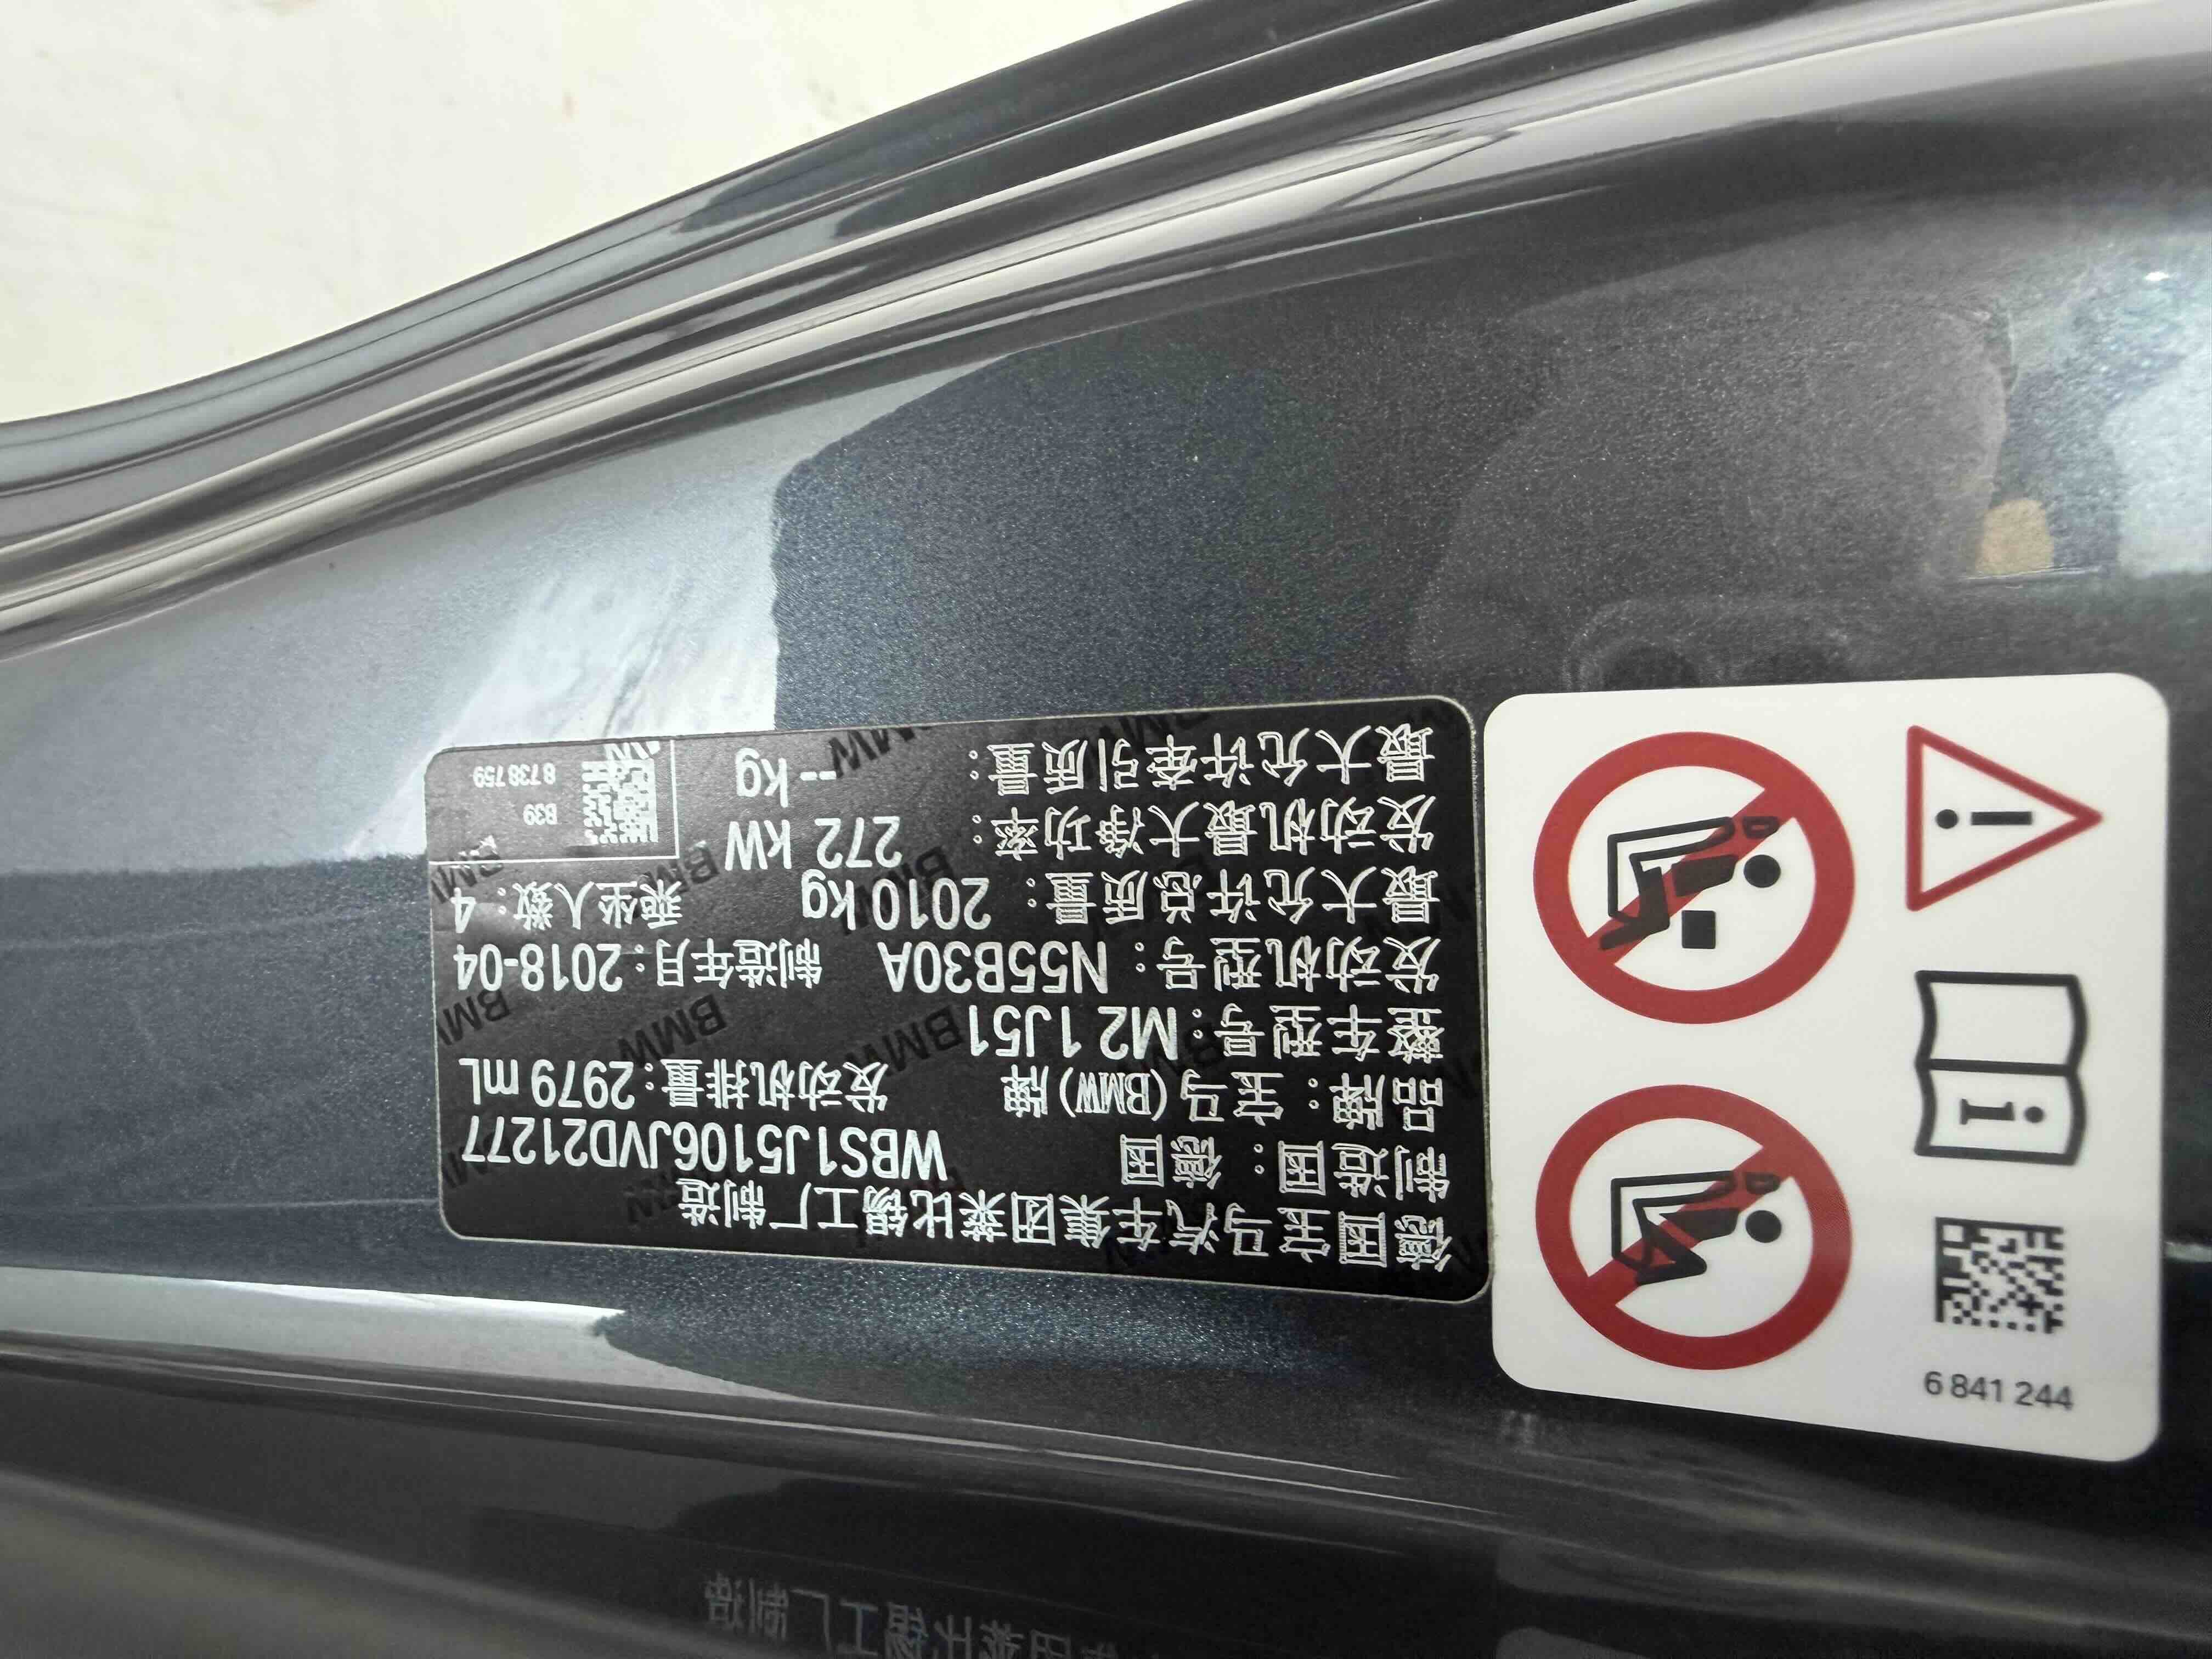 德国宝马汽车集团莱比锡工厂制造
制造国：德国 WBS1J5106JVD21277
品牌：宝马(BMW)牌 发动机排量：2979 mL
整车型号：M2 1J51
发动机型号：N55B30A 制造年月：2018-04
最大允许总质量：2010 kg 乘坐人数：4
发动机最大净功率：272 kW
最大允许牵引质量：-- kg
B39
8 738 759
6 841 244